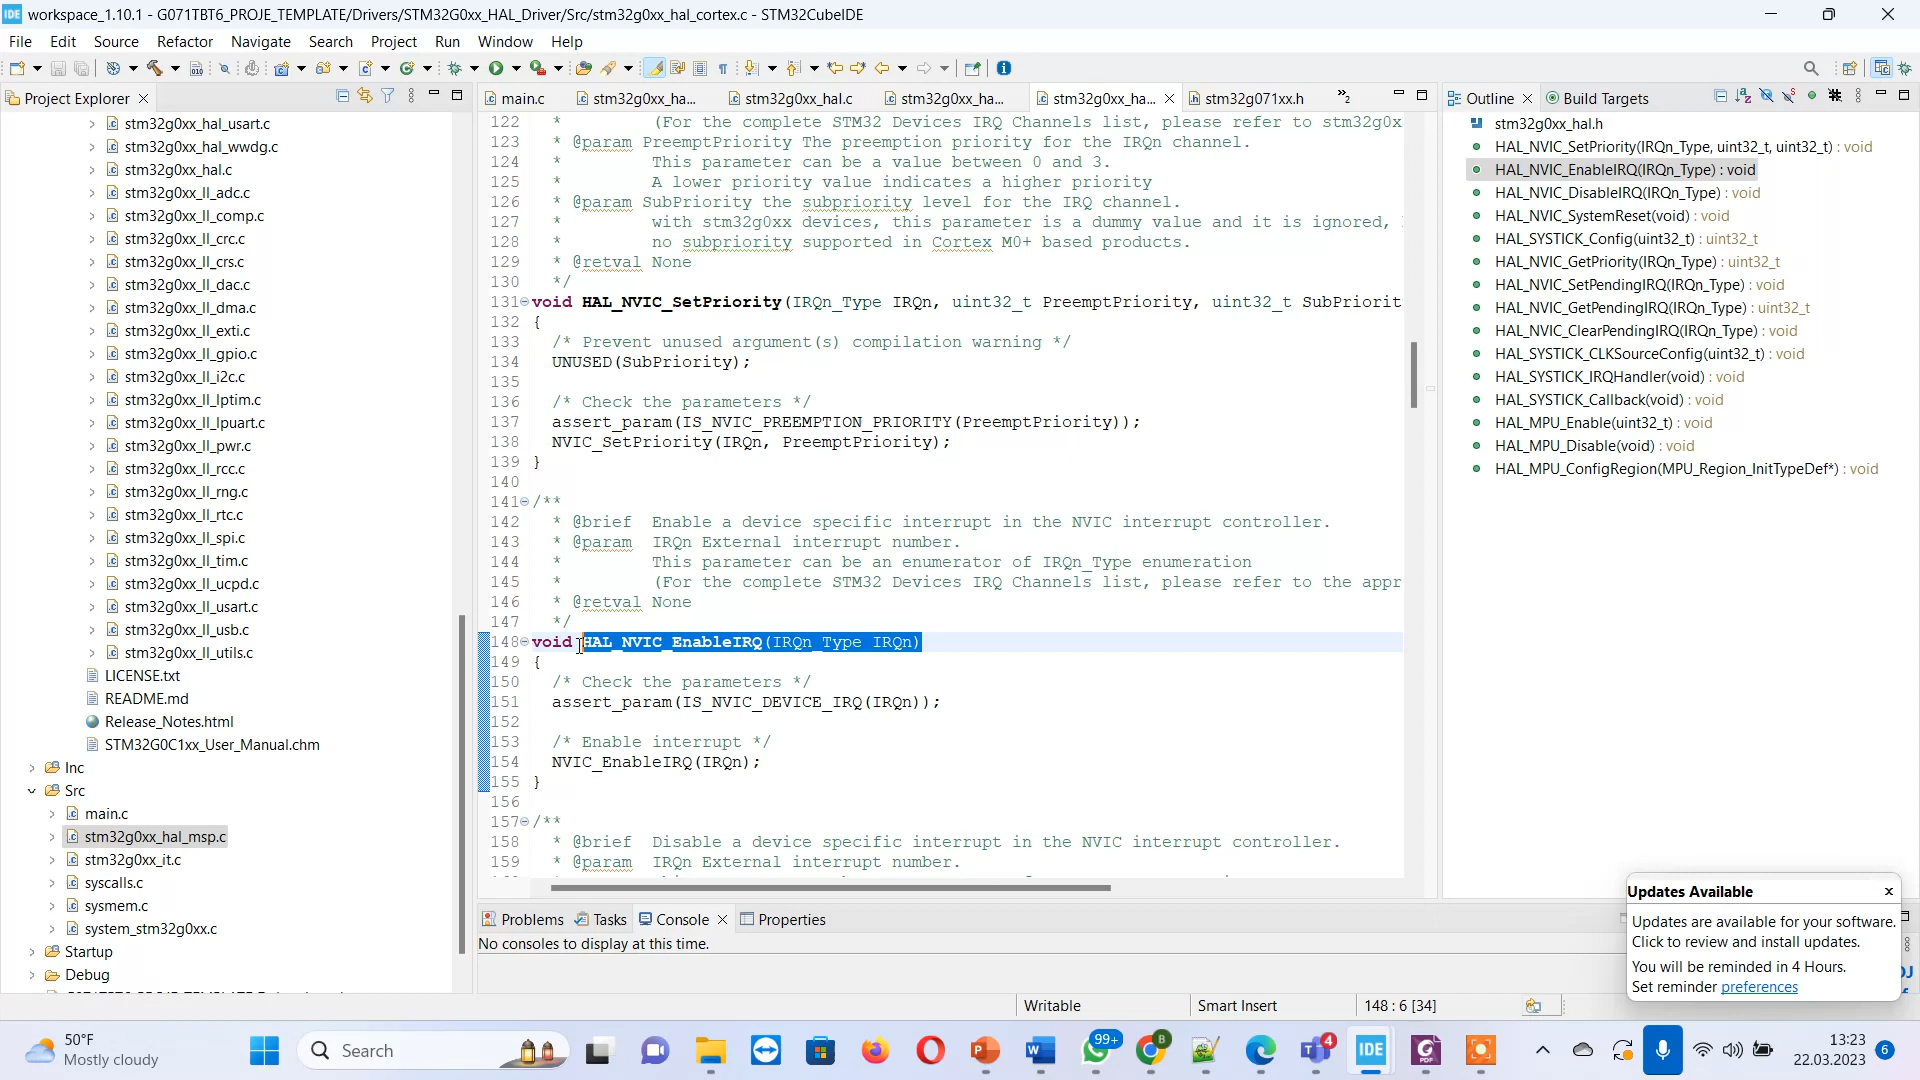 workspace_1.10.1 - G071TBT6_PROJE_TEMPLATE/Drivers/STM32G0xx_HAL_Driver/Src/stm32g0xx_hal_cortex.c - STM32CubeIDE
File Edit Source Refactor Navigate Search Project Run Window Help
Project Explorer
stm32g0xx_hal_usart.c
stm32g0xx_hal_wwdg.c
stm32g0xx_hal.c
stm32g0xx_ll_adc.c
stm32g0xx_ll_comp.c
stm32g0xx_ll_crc.c
stm32g0xx_ll_crs.c
stm32g0xx_ll_dac.c
stm32g0xx_ll_dma.c
stm32g0xx_ll_exti.c
stm32g0xx_ll_gpio.c
stm32g0xx_ll_i2c.c
stm32g0xx_ll_lptim.c
stm32g0xx_ll_lpuart.c
stm32g0xx_ll_pwr.c
stm32g0xx_ll_rcc.c
stm32g0xx_ll_rng.c
stm32g0xx_ll_rtc.c
stm32g0xx_ll_spi.c
stm32g0xx_ll_tim.c
stm32g0xx_ll_ucpd.c
stm32g0xx_ll_usart.c
stm32g0xx_ll_usb.c
stm32g0xx_ll_utils.c
LICENSE.txt
README.md
Release_Notes.html
STM32G0C1xx_User_Manual.chm
Inc
Src
main.c
stm32g0xx_hal_msp.c
stm32g0xx_it.c
syscalls.c
sysmem.c
system_stm32g0xx.c
Startup
Debug
main.c stm32g0xx_ha... stm32g0xx_hal.c stm32g0xx_ha... stm32g0xx_ha... stm32g071xx.h »2
122 * (For the complete STM32 Devices IRQ Channels list, please refer to stm32g0x
123 * @param PreemptPriority The preemption priority for the IRQn channel.
124 * This parameter can be a value between 0 and 3.
125 * A lower priority value indicates a higher priority
126 * @param SubPriority the subpriority level for the IRQ channel.
127 * with stm32g0xx devices, this parameter is a dummy value and it is ignored,
128 * no subpriority supported in Cortex M0+ based products.
129 * @retval None
130 */
131 void HAL_NVIC_SetPriority(IRQn_Type IRQn, uint32_t PreemptPriority, uint32_t SubPriorit
132 {
133 /* Prevent unused argument(s) compilation warning */
134 UNUSED(SubPriority);
135
136 /* Check the parameters */
137 assert_param(IS_NVIC_PREEMPTION_PRIORITY(PreemptPriority));
138 NVIC_SetPriority(IRQn, PreemptPriority);
139 }
140
141 /**
142 * @brief Enable a device specific interrupt in the NVIC interrupt controller.
143 * @param IRQn External interrupt number.
144 * This parameter can be an enumerator of IRQn_Type enumeration
145 * (For the complete STM32 Devices IRQ Channels list, please refer to the appr
146 * @retval None
147 */
148 void HAL_NVIC_EnableIRQ(IRQn_Type IRQn)
149 {
150 /* Check the parameters */
151 assert_param(IS_NVIC_DEVICE_IRQ(IRQn));
152
153 /* Enable interrupt */
154 NVIC_EnableIRQ(IRQn);
155 }
156
157 /**
158 * @brief Disable a device specific interrupt in the NVIC interrupt controller.
159 * @param IRQn External interrupt number.
Outline Build Targets
stm32g0xx_hal.h
HAL_NVIC_SetPriority(IRQn_Type, uint32_t, uint32_t) : void
HAL_NVIC_EnableIRQ(IRQn_Type) : void
HAL_NVIC_DisableIRQ(IRQn_Type) : void
HAL_NVIC_SystemReset(void) : void
HAL_SYSTICK_Config(uint32_t) : uint32_t
HAL_NVIC_GetPriority(IRQn_Type) : uint32_t
HAL_NVIC_SetPendingIRQ(IRQn_Type) : void
HAL_NVIC_GetPendingIRQ(IRQn_Type) : uint32_t
HAL_NVIC_ClearPendingIRQ(IRQn_Type) : void
HAL_SYSTICK_CLKSourceConfig(uint32_t) : void
HAL_SYSTICK_IRQHandler(void) : void
HAL_SYSTICK_Callback(void) : void
HAL_MPU_Enable(uint32_t) : void
HAL_MPU_Disable(void) : void
HAL_MPU_ConfigRegion(MPU_Region_InitTypeDef*) : void
Problems Tasks Console Properties
No consoles to display at this time.
Updates Available
Updates are available for your software.
Click to review and install updates.
You will be reminded in 4 Hours.
Set reminder preferences
Writable Smart Insert 148 : 6 [34]
50°F
Mostly cloudy
Search
99+
B
4
IDE
13:23
22.03.2023
6